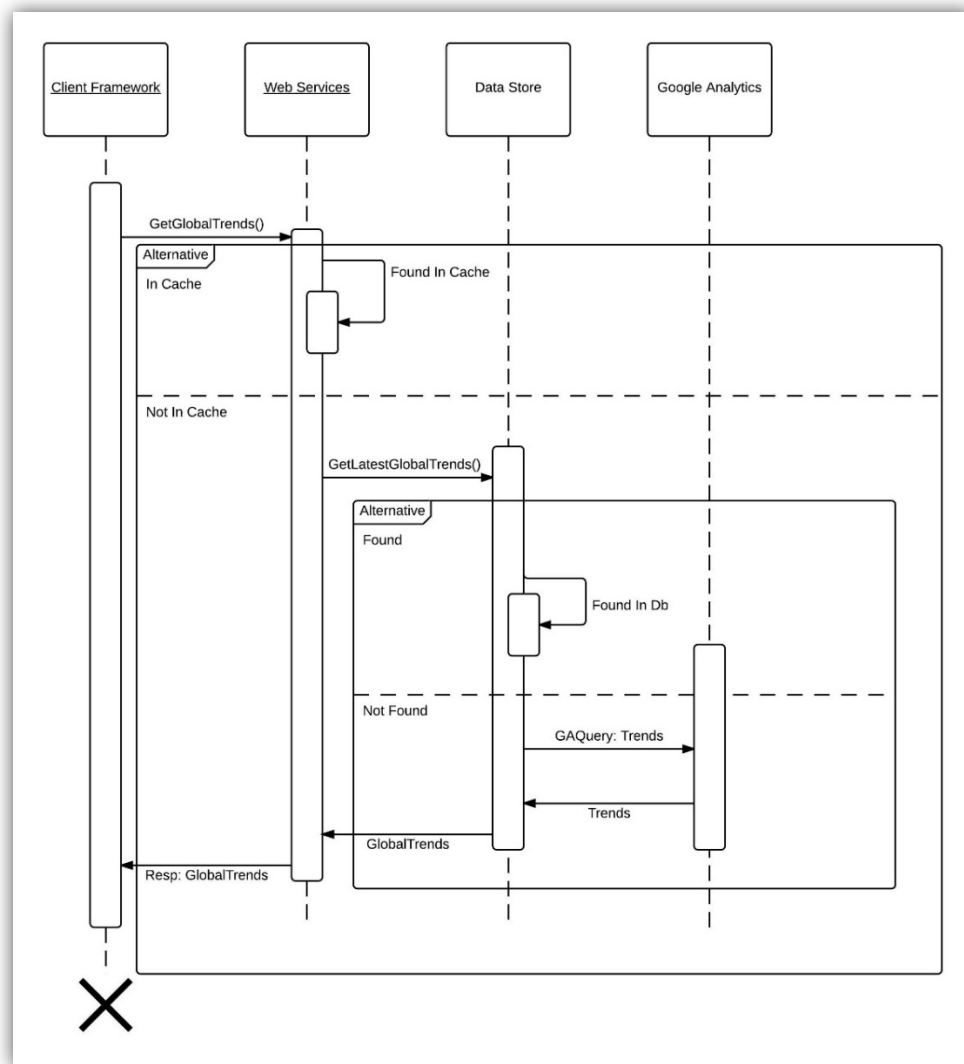 Client Framework
Web Services
Data Store
Google Analytics
GetGlobalTrends()
Alternative
In Cache
Found In Cache
Not In Cache
GetLatestGlobalTrends()
Alternative
Found
Found In Db
Not Found
GAQuery: Trends
Trends
GlobalTrends
Resp: GlobalTrends